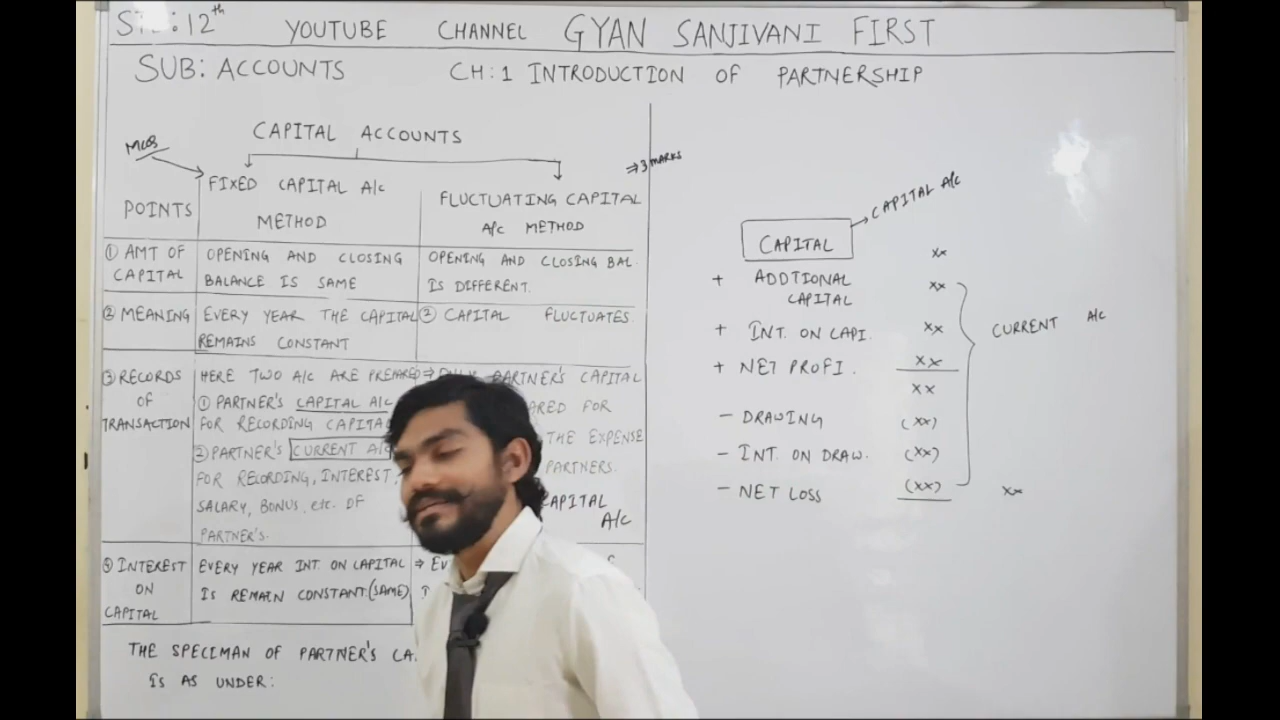 : 12th YOUTUBE CHANNEL GYAN SANJIVANI FIRST
SUB: ACCOUNTS CH: 1 INTRODUCTION OF PARTNERSHIP
CAPITAL ACCOUNTS
MCQ
⇒ 3 MARKS
POINTS
FIXED CAPITAL A/C
METHOD
FLUCTUATING CAPITAL
A/C METHOD
① AMT OF
CAPITAL
OPENING AND CLOSING
BALANCE IS SAME
OPENING AND CLOSING BAL.
IS DIFFERENT.
② MEANING
EVERY YEAR THE CAPITAL
REMAINS CONSTANT
② CAPITAL FLUCTUATES
③ RECORDS
OF
TRANSACTION
HERE TWO A/C ARE PREPARED
① PARTNER'S CAPITAL A/C
FOR RECORDING
② PARTNER'S CURRENT A/C
FOR RELORDING, INTEREST,
SALARY, BONUS, etc. OF
PARTNER'S.
⇒ PARTNER'S CAPITAL
FOR
THE EXPENSE
PARTNERS.
CAPITAL
A/C
INTEREST
ON
CAPITAL
EVERY YEAR INT. ON CAPITAL
IS REMAIN CONSTANT. (SAME)
⇒
THE SPECIMAN OF PARTNER'S CA
IS AS UNDER:
→ CAPITAL A/C
CAPITAL xx
+ ADDTIONAL xx
CAPITAL
+ INT. ON CAPI. xx
+ NET PROFI. xx
xx
CURRENT A/C
- DRAWING (xx)
- INT. ON DRAW. (xx)
- NET LOSS (xx) xx